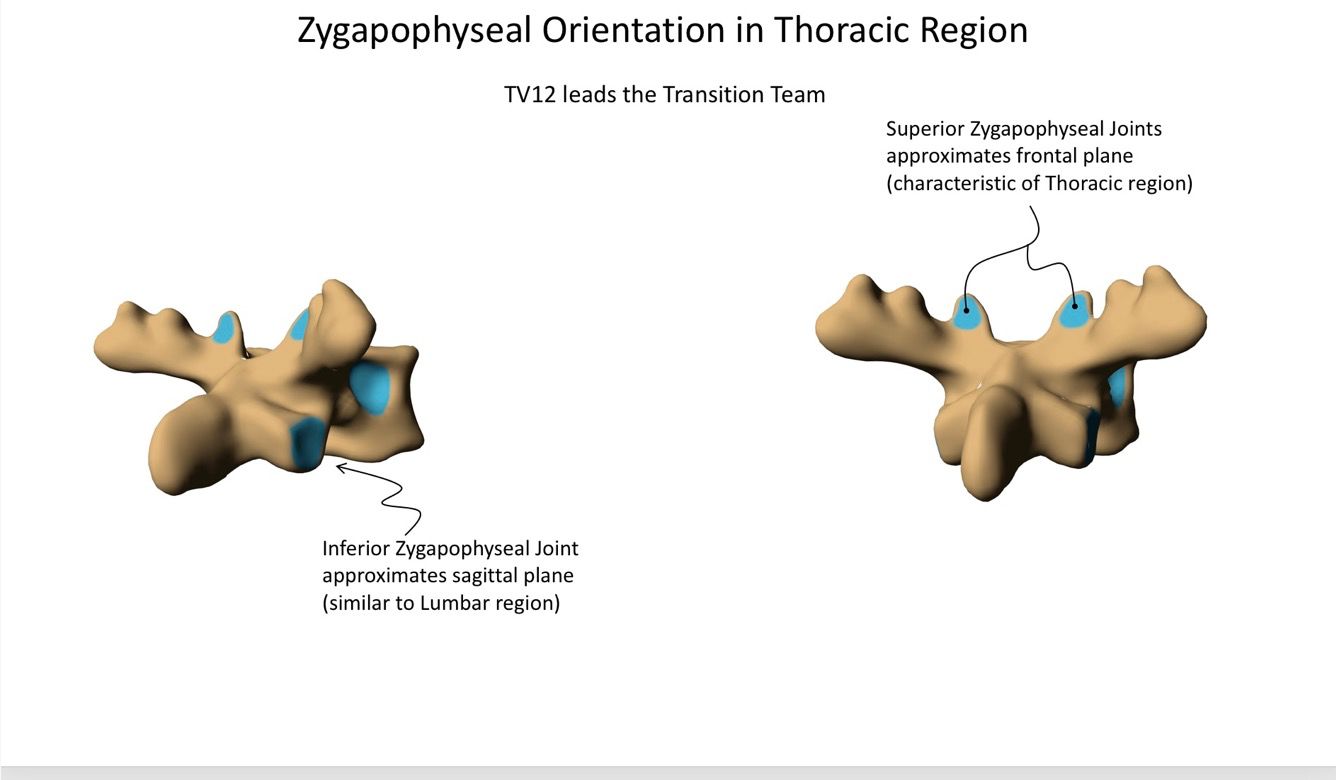 Zygapophyseal Orientation in Thoracic Region
TV12 leads the Transition Team
Superior Zygapophyseal Joints
approximates frontal plane
(characteristic of Thoracic region)
Inferior Zygapophyseal Joint
approximates sagittal plane
(similar to Lumbar region)